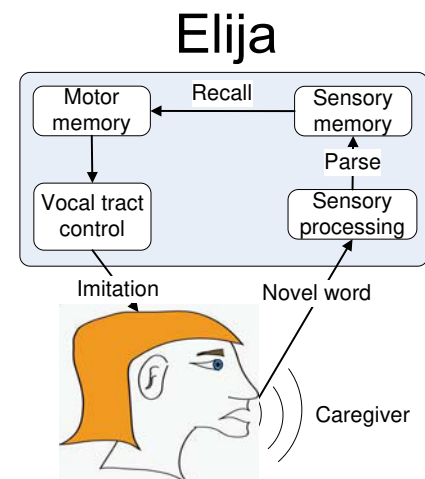 Elija
Motor
memory
Recall
Sensory
memory
Parse
Vocal tract
control
Sensory
processing
Imitation
Novel word
Caregiver